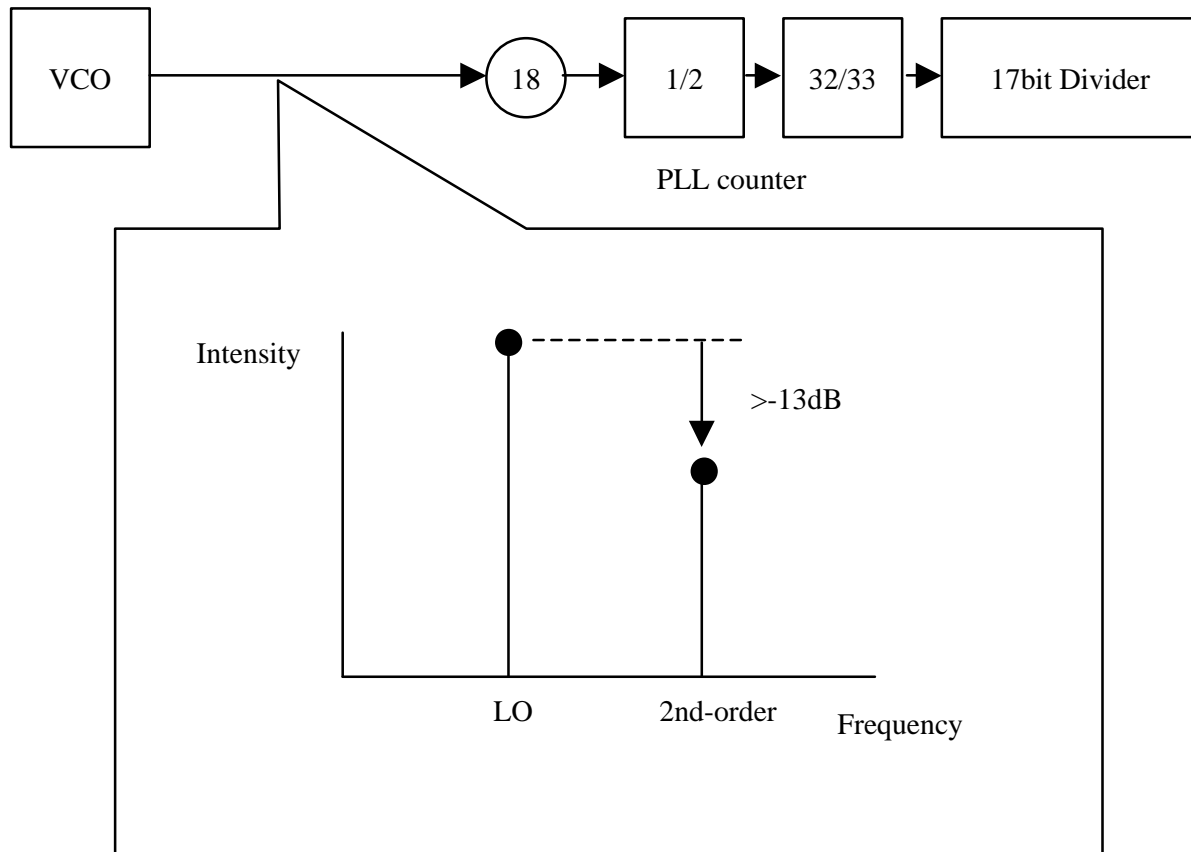 VCO
18
1/2
32/33
17bit Divider
PLL counter
Intensity
>-13dB
LO
2nd-order
Frequency